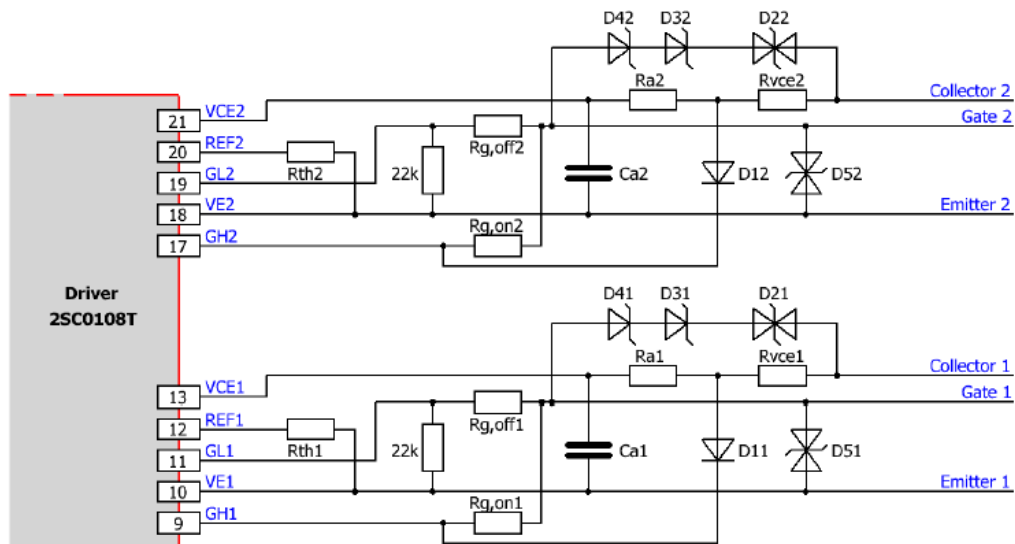 D42 D32 D22
Ra2 Rvce2
Collector 2
21 VCE2
Gate 2
20 REF2
Rg,off2
Rth2
19 GL2
22k
Ca2 D12 D52
18 VE2
Emitter 2
Rg,on2
17 GH2
Driver
2SC0108T
D41 D31 D21
Ra1 Rvce1
Collector 1
13 VCE1
Gate 1
12 REF1
Rg,off1
Rth1
11 GL1
22k
Ca1 D11 D51
10 VE1
Emitter 1
Rg,on1
9 GH1